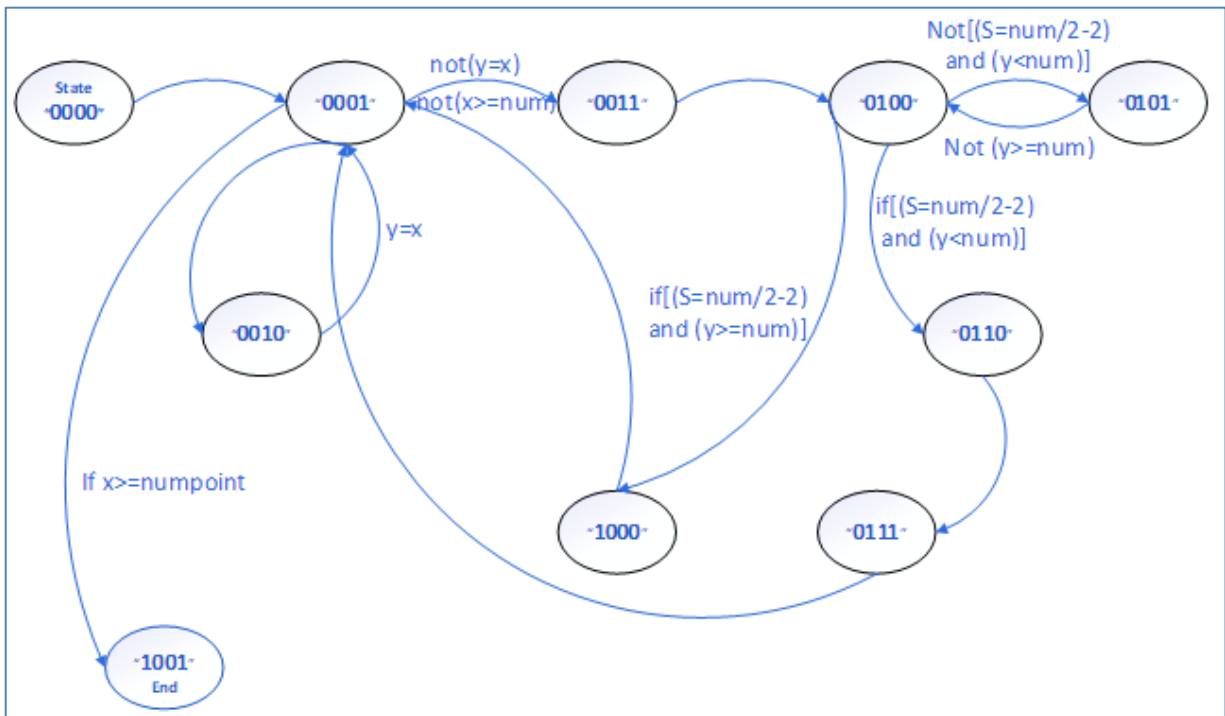 State
"0000"
"0001"
not(y=x)
not(x>=num)
"0011"
"0100"
Not[(S=num/2-2)
and (y<num)]
Not (y>=num)
"0101"
y=x
"0010"
if[(S=num/2-2)
and (y<num)]
if[(S=num/2-2)
and (y>=num)]
"0110"
If x>=numpoint
"1000"
"0111"
"1001"
End